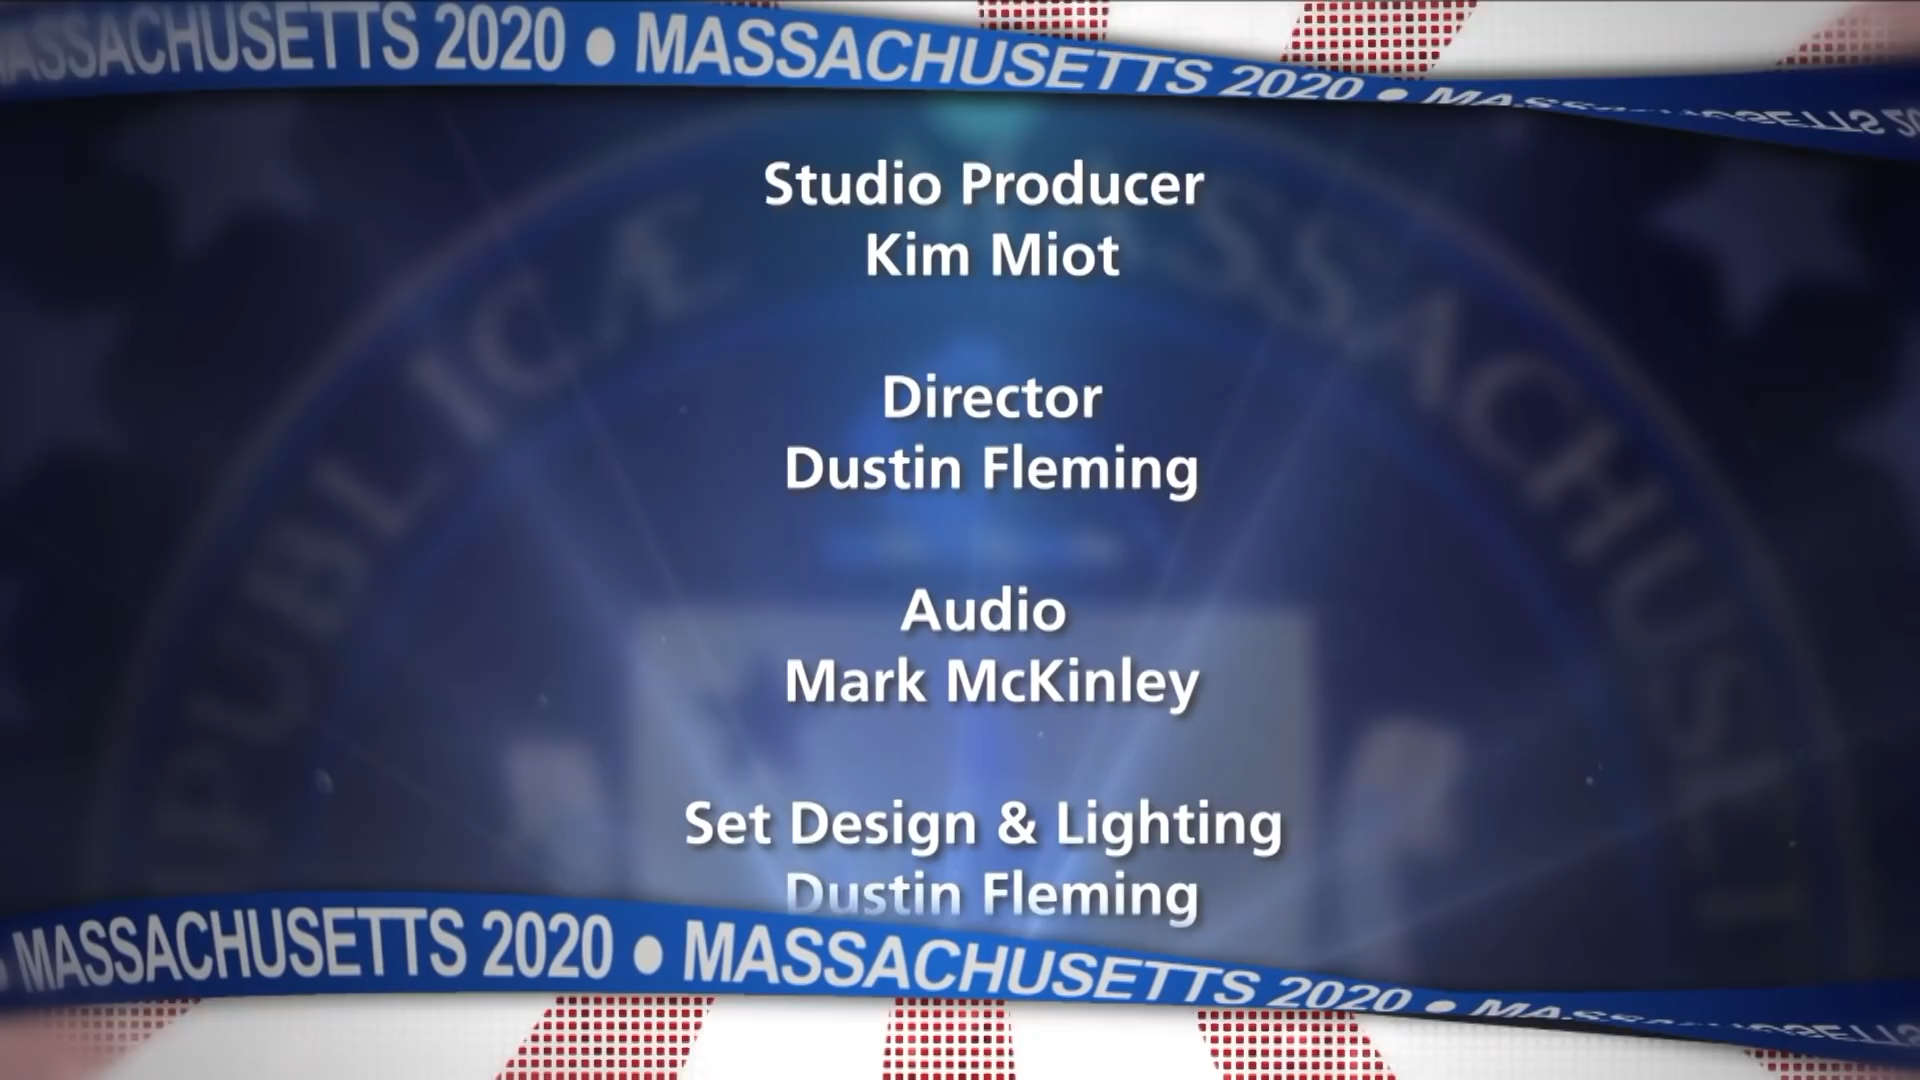 MASSACHUSETTS 2020 • MASSACHUSETTS 2020 •
Studio Producer
Kim Miot
Director
Dustin Fleming
Audio
Mark McKinley
Set Design & Lighting
Dustin Fleming
MASSACHUSETTS 2020 • MASSACHUSETTS 2020 •